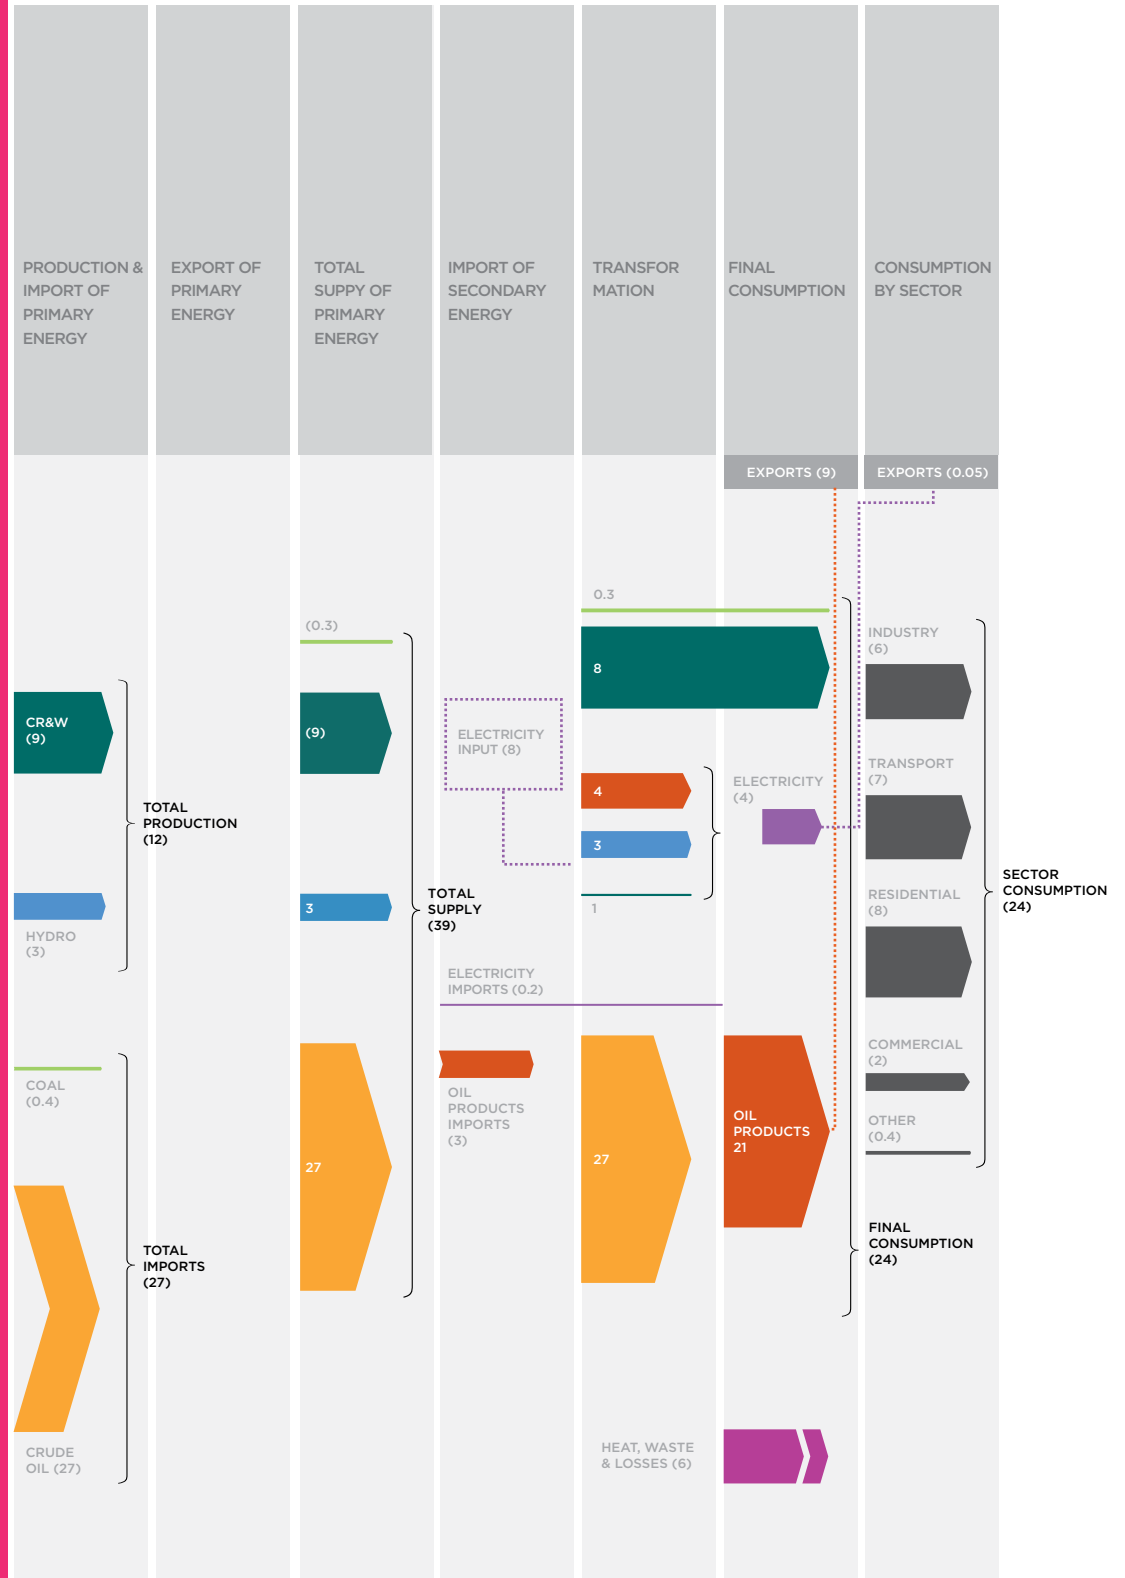 PRODUCTION &
IMPORT OF
PRIMARY
ENERGY
EXPORT OF
PRIMARY
ENERGY
TOTAL
SUPPY OF
PRIMARY
ENERGY
IMPORT OF
SECONDARY
ENERGY
TRANSFOR
MATION
FINAL
CONSUMPTION
CONSUMPTION
BY SECTOR
EXPORTS (9)
EXPORTS (0.05)
CR&W
(9)
HYDRO
(3)
TOTAL
PRODUCTION
(12)
COAL
(0.4)
CRUDE
OIL (27)
TOTAL
IMPORTS
(27)
(0.3)
(9)
3
27
TOTAL
SUPPLY
(39)
ELECTRICITY
INPUT (8)
ELECTRICITY
IMPORTS (0.2)
OIL
PRODUCTS
IMPORTS
(3)
0.3
8
4
3
1
27
HEAT, WASTE
& LOSSES (6)
ELECTRICITY
(4)
OIL
PRODUCTS
21
FINAL
CONSUMPTION
(24)
INDUSTRY
(6)
TRANSPORT
(7)
RESIDENTIAL
(8)
COMMERCIAL
(2)
OTHER
(0.4)
SECTOR
CONSUMPTION
(24)